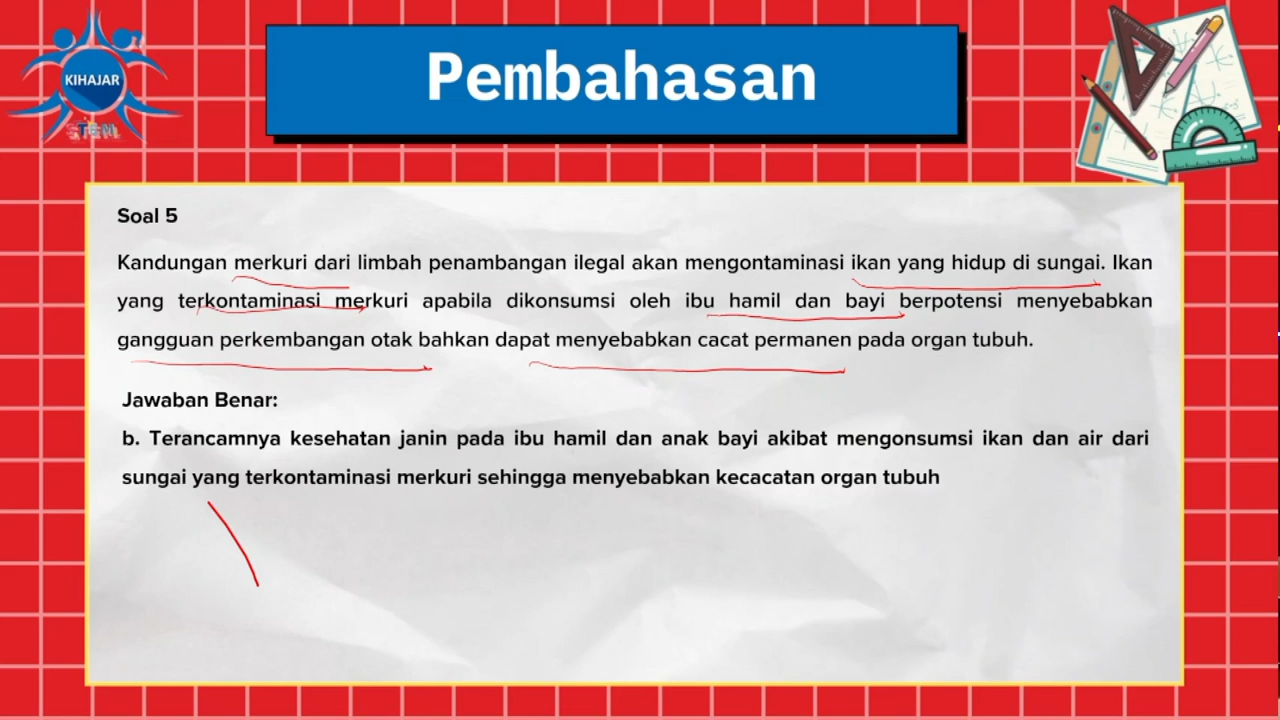 KIHAJAR
STEM
Pembahasan
Soal 5
Kandungan merkuri dari limbah penambangan ilegal akan mengontaminasi ikan yang hidup di sungai. Ikan
yang terkontaminasi merkuri apabila dikonsumsi oleh ibu hamil dan bayi berpotensi menyebabkan
gangguan perkembangan otak bahkan dapat menyebabkan cacat permanen pada organ tubuh.
Jawaban Benar:
b. Terancamnya kesehatan janin pada ibu hamil dan anak bayi akibat mengonsumsi ikan dan air dari
sungai yang terkontaminasi merkuri sehingga menyebabkan kecacatan organ tubuh